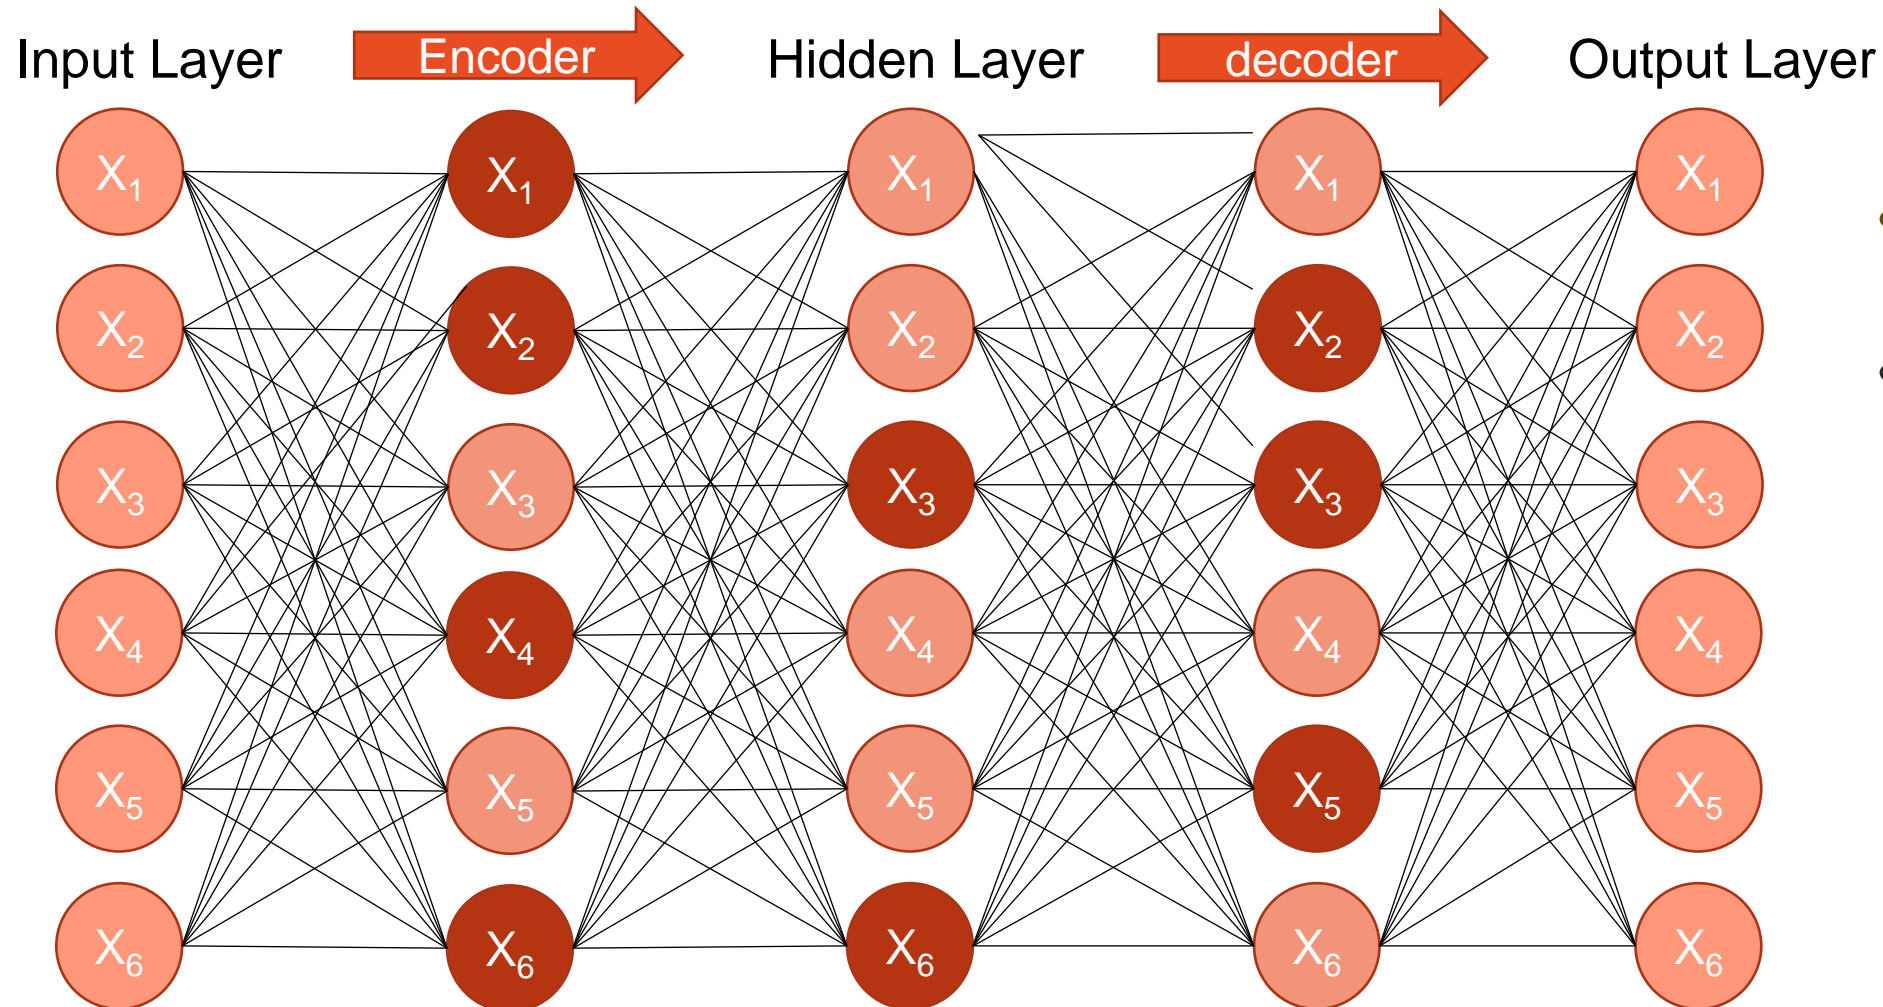 Input Layer Encoder Hidden Layer decoder Output Layer
X1 X1 X1 X1 X1
X2 X2 X2 X2 X2
X3 X3 X3 X3 X3
X4 X4 X4 X4 X4
X5 X5 X5 X5 X5
X6 X6 X6 X6 X6